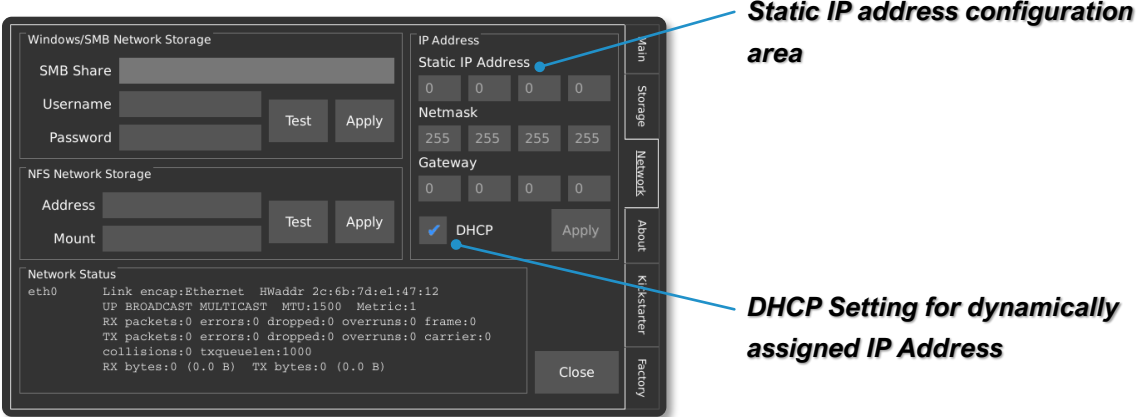 Static IP address configuration
area
Windows/SMB Network Storage
SMB Share
Username
Password
Test
Apply
NFS Network Storage
Address
Mount
Test
Apply
IP Address
Static IP Address
0 0 0 0
Netmask
255 255 255 255
Gateway
0 0 0 0
✔ DHCP
Apply
Network Status
eth0 Link encap:Ethernet HWaddr 2c:6b:7d:e1:47:12
UP BROADCAST MULTICAST MTU:1500 Metric:1
RX packets:0 errors:0 dropped:0 overruns:0 frame:0
TX packets:0 errors:0 dropped:0 overruns:0 carrier:0
collisions:0 txqueuelen:1000
RX bytes:0 (0.0 B) TX bytes:0 (0.0 B)
Close
Main
Storage
Network
About
Kickstarter
Factory
DHCP Setting for dynamically
assigned IP Address